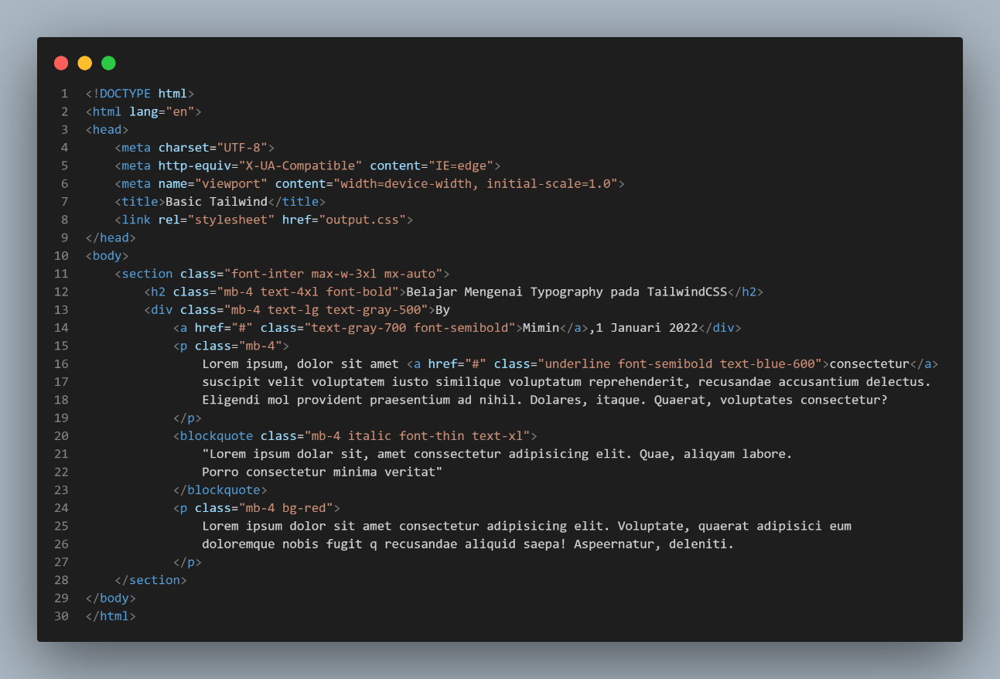 1 <!DOCTYPE html>
2 <html lang="en">
3 <head>
4     <meta charset="UTF-8">
5     <meta http-equiv="X-UA-Compatible" content="IE=edge">
6     <meta name="viewport" content="width=device-width, initial-scale=1.0">
7     <title>Basic Tailwind</title>
8     <link rel="stylesheet" href="output.css">
9 </head>
10 <body>
11     <section class="font-inter max-w-3xl mx-auto">
12         <h2 class="mb-4 text-4xl font-bold">Belajar Mengenai Typography pada TailwindCSS</h2>
13         <div class="mb-4 text-lg text-gray-500">By
14             <a href="#" class="text-gray-700 font-semibold">Mimin</a>,1 Januari 2022</div>
15             <p class="mb-4">
16                 Lorem ipsum, dolor sit amet <a href="#" class="underline font-semibold text-blue-600">consectetur</a>
17                 suscipit velit voluptatem iusto similique voluptatum reprehenderit, recusandae accusantium delectus.
18                 Eligendi mol provident praesentium ad nihil. Dolares, itaque. Quaerat, voluptates consectetur?
19             </p>
20             <blockquote class="mb-4 italic font-thin text-xl">
21                 "Lorem ipsum dolar sit, amet conssectetur adipisicing elit. Quae, aliqyam labore.
22                 Porro consectetur minima veritat"
23             </blockquote>
24             <p class="mb-4 bg-red">
25                 Lorem ipsum dolor sit amet consectetur adipisicing elit. Voluptate, quaerat adipisici eum
26                 doloremque nobis fugit q recusandae aliquid saepa! Aspeernatur, deleniti.
27             </p>
28     </section>
29 </body>
30 </html>